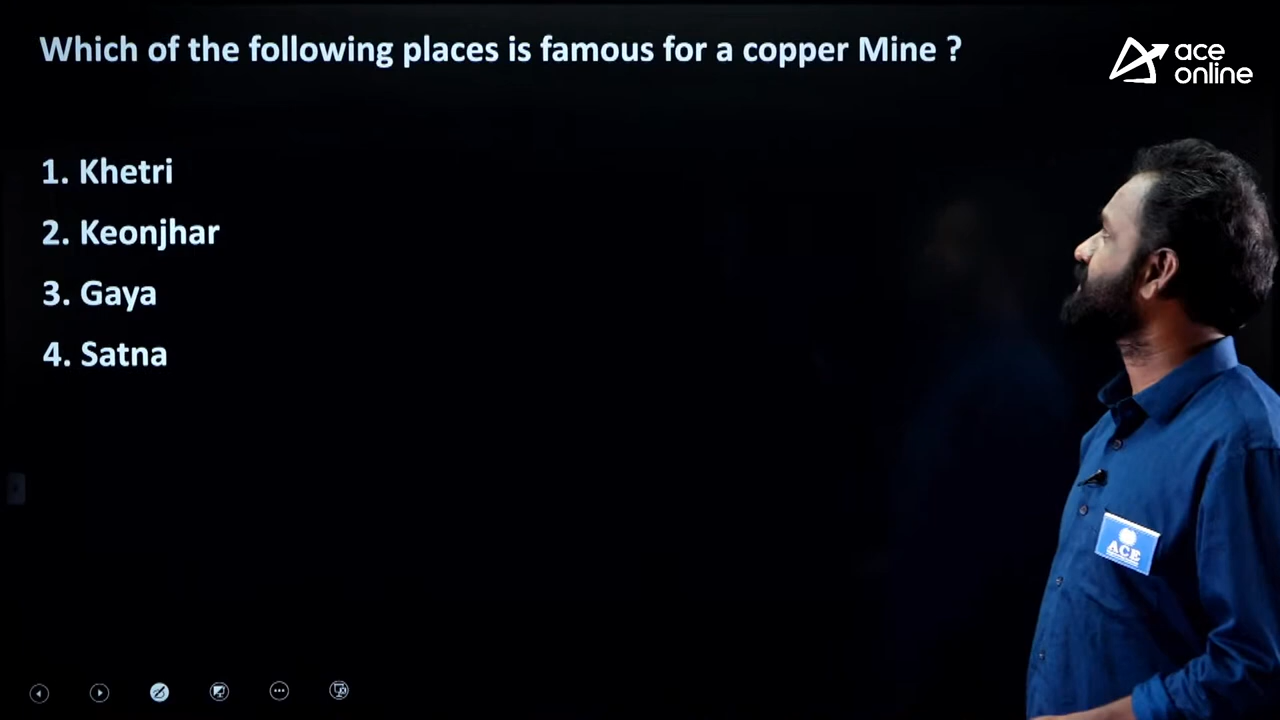 Which of the following places is famous for a copper Mine ?
ace
online
1. Khetri
2. Keonjhar
3. Gaya
4. Satna
ACE